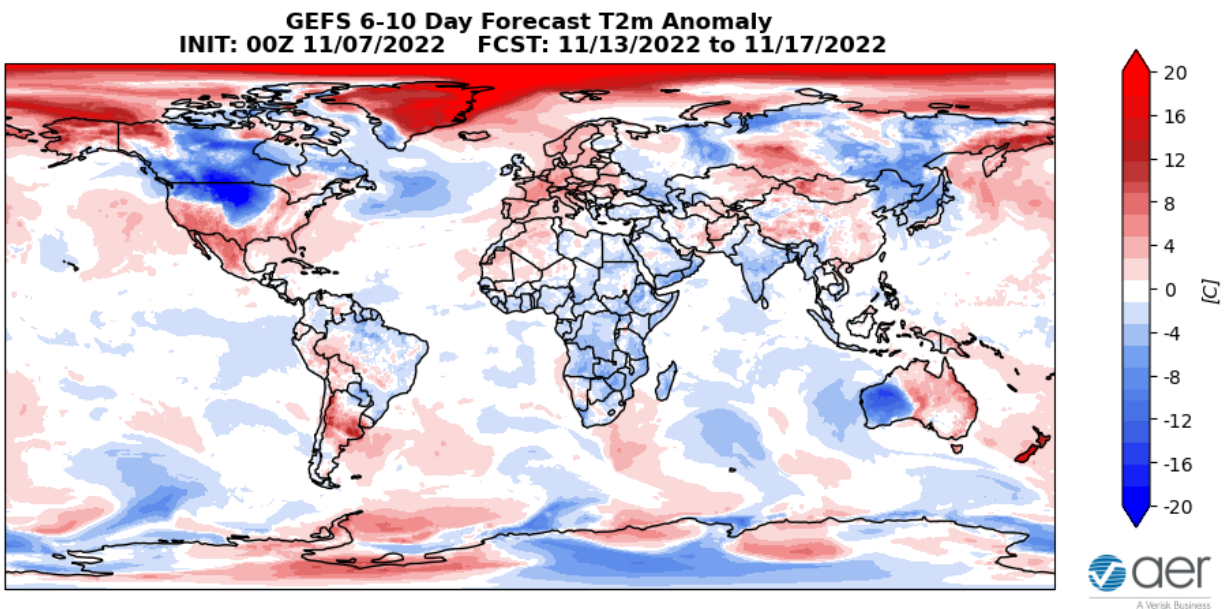 GEFS 6-10 Day Forecast T2m Anomaly
INIT: 00Z 11/07/2022 FCST: 11/13/2022 to 11/17/2022
20
16
12
8
4
0
-4
-8
-12
-16
-20
[C]
aer
A Verisk Business